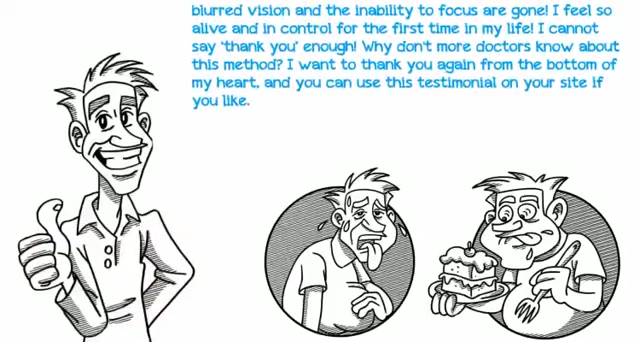 blurred vision and the inability to focus are gone! I feel so
alive and in control for the first time in my life! I cannot
say 'thank you' enough! Why don't more doctors know about
this method? I want to thank you again from the bottom of
my heart, and you can use this testimonial on your site if
you like.